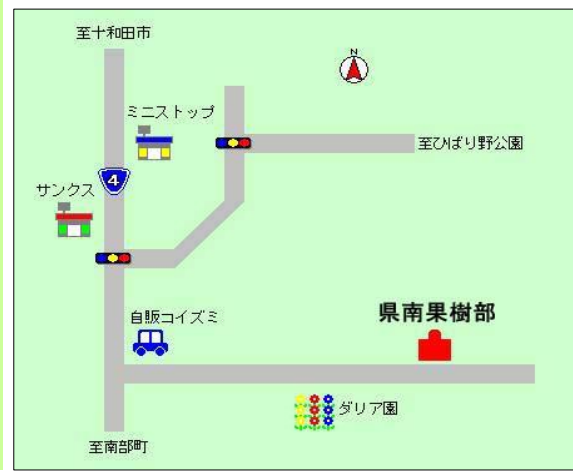 至十和田市
N
ミニストップ
至ひばり野公園
4
サンクス
自販コイズミ
県南果樹部
ダリア園
至南部町